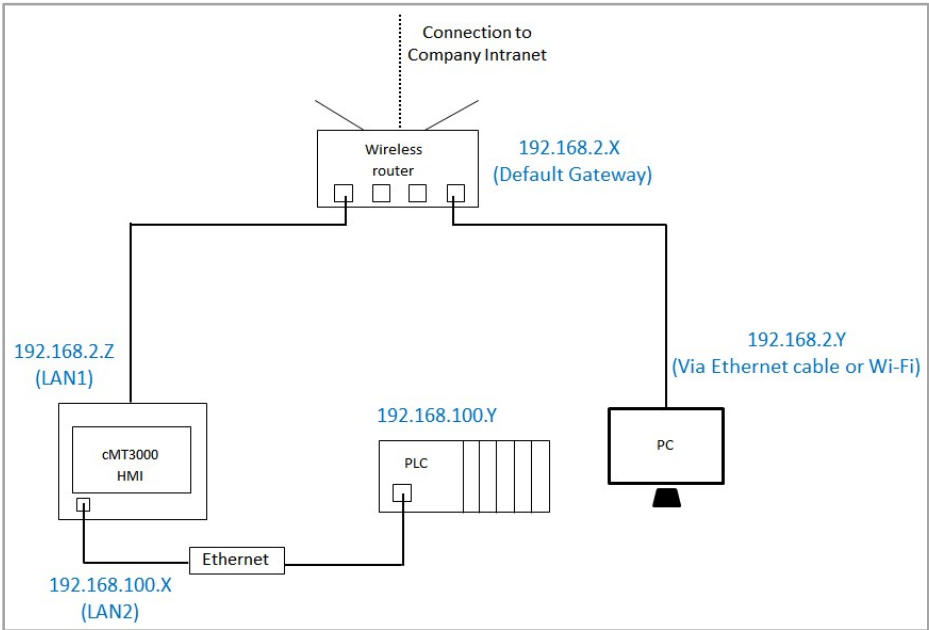 Connection to
Company Intranet
Wireless
router
192.168.2.X
(Default Gateway)
192.168.2.Z
(LAN1)
192.168.2.Y
(Via Ethernet cable or Wi-Fi)
cMT3000
HMI
192.168.100.Y
PLC
PC
Ethernet
192.168.100.X
(LAN2)